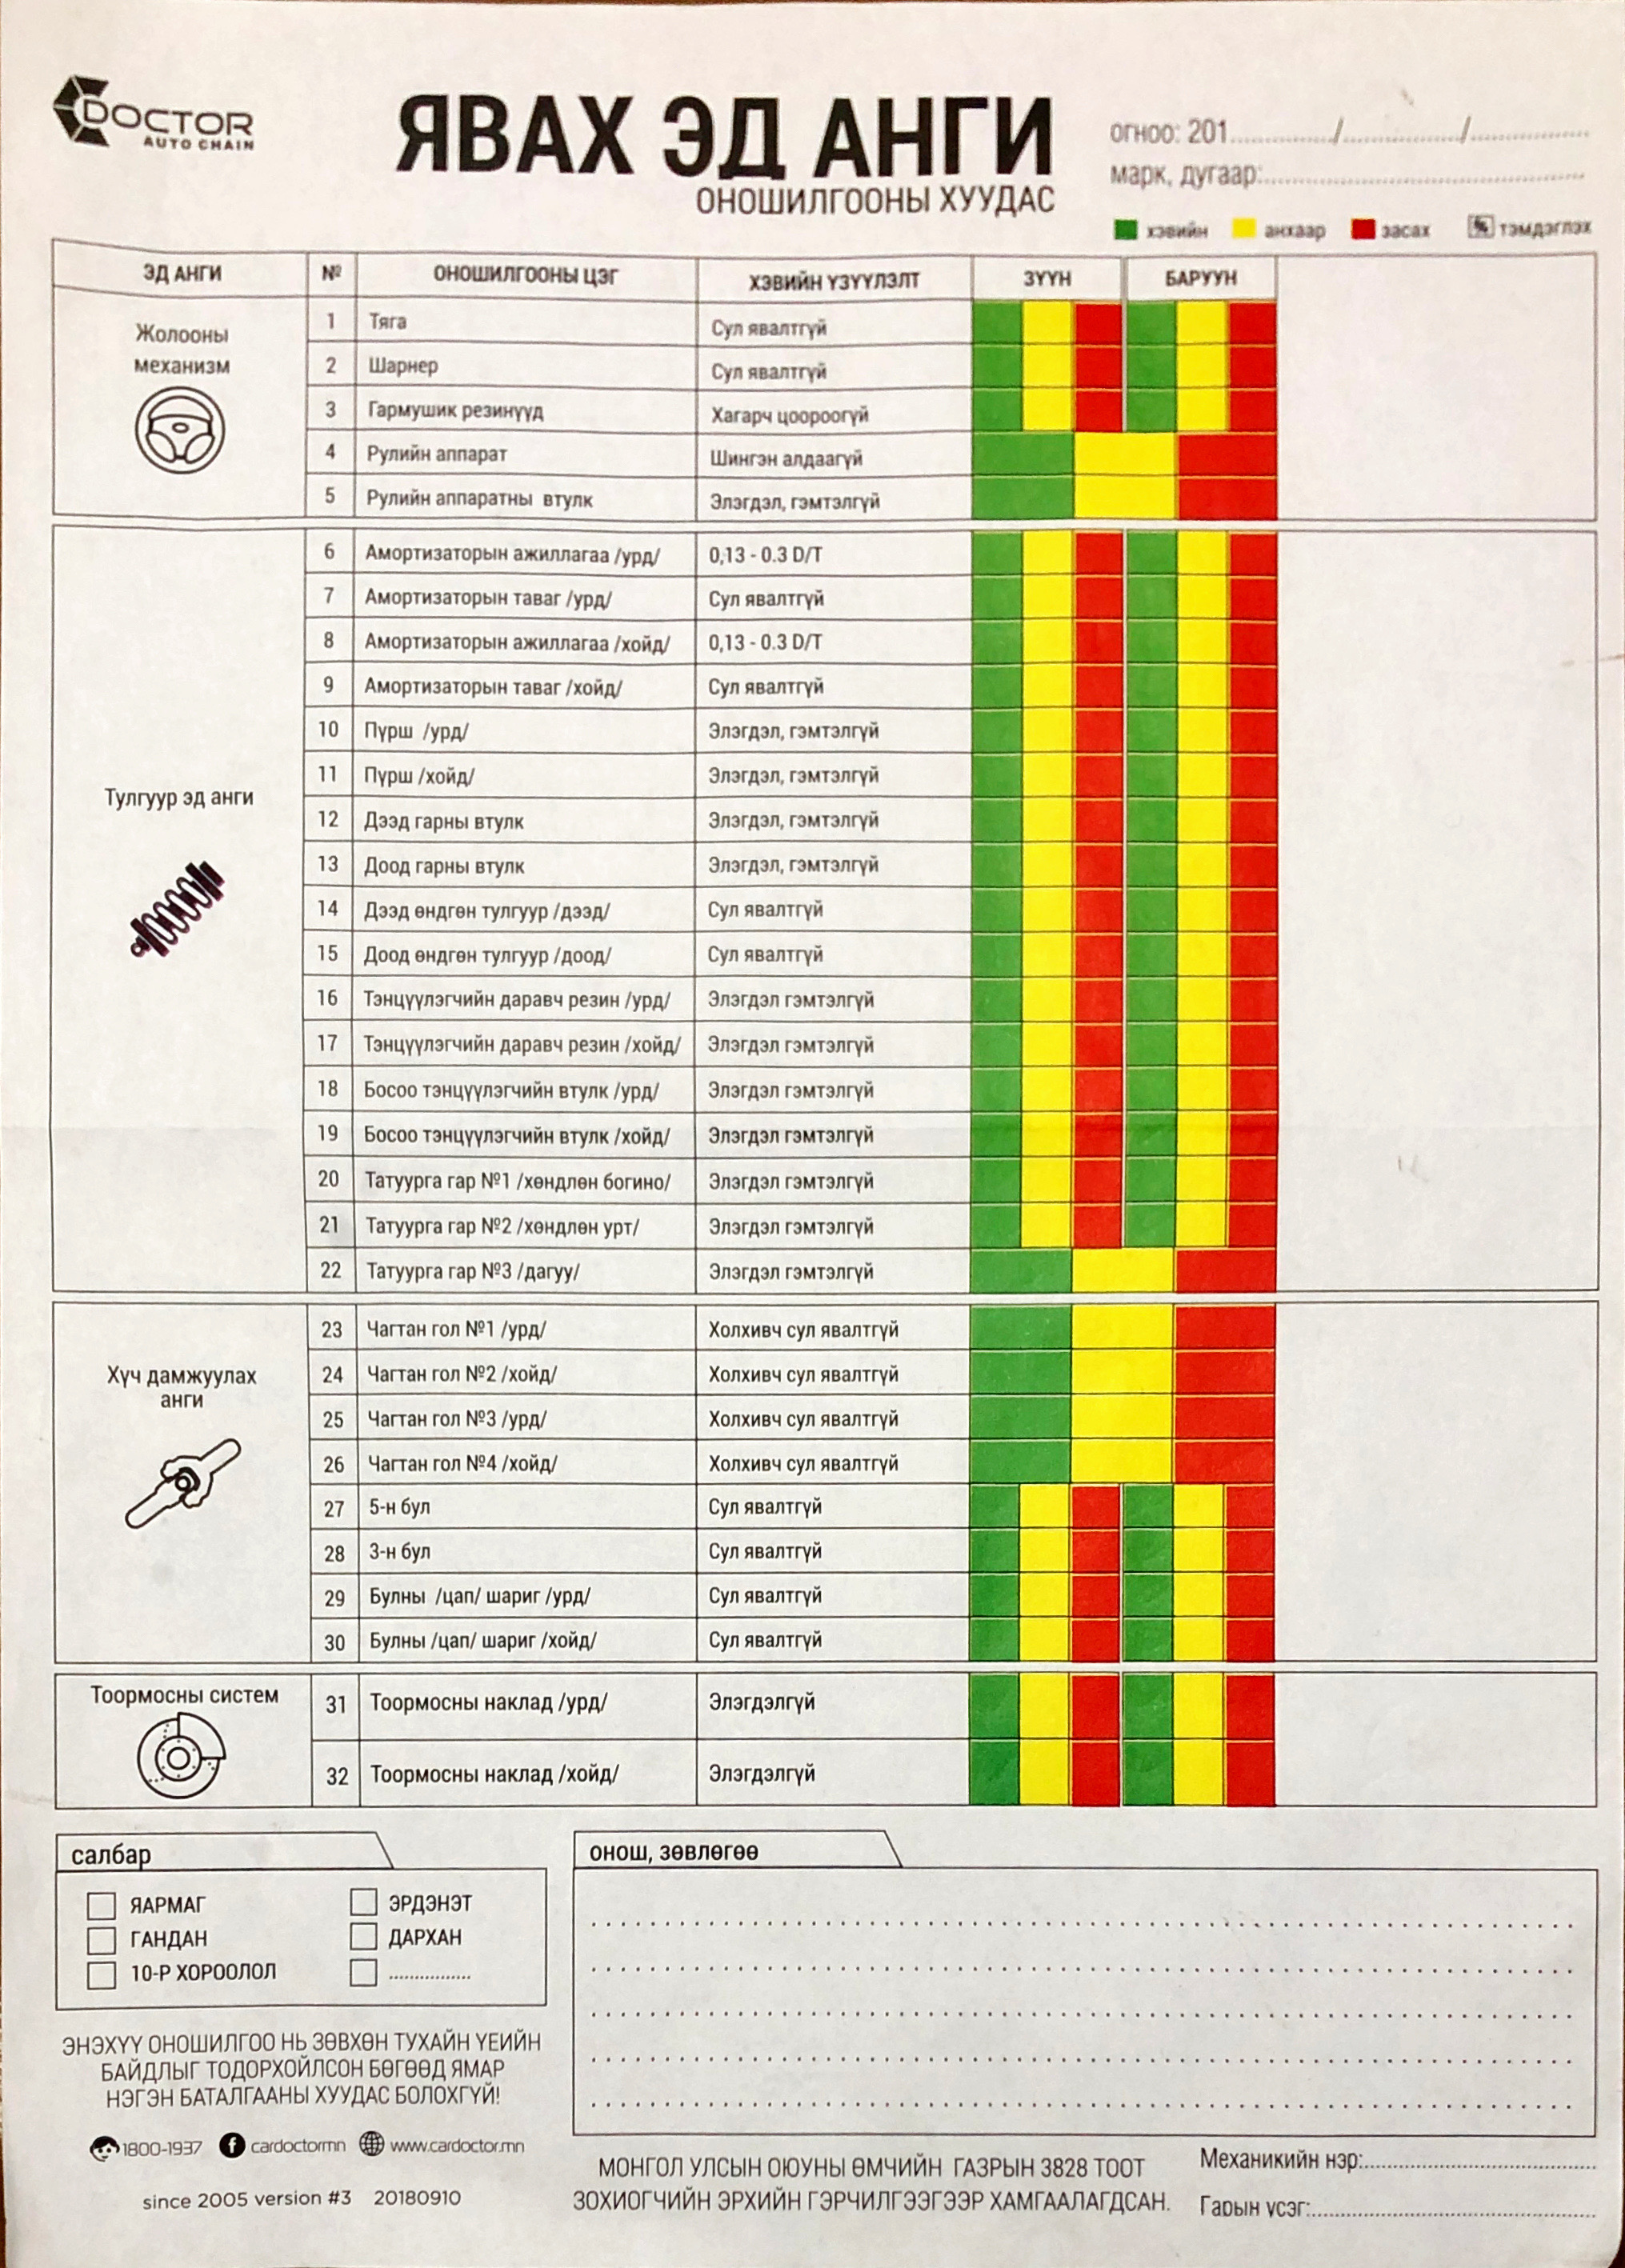 DOCTOR
AUTO CHAIN
ЯВАХ ЭД АНГИ
ОНОШИЛГООНЫ ХУУДАС
огноо: 201............/............../..............
марк, дугаар:..............................................
хэвийн анхаар засах тэмдэглэх
ЭД АНГИ № ОНОШИЛГООНЫ ЦЭГ ХЭВИЙН ҮЗҮҮЛЭЛТ ЗҮҮН БАРУУН
Жолооны
механизм
1 Тяга Сул явалтгүй
2 Шарнер Сул явалтгүй
3 Гармушик резинүүд Хагарч цоороогүй
4 Рулийн аппарат Шингэн алдаагүй
5 Рулийн аппаратны втулк Элэгдэл, гэмтэлгүй
Тулгуур эд анги
6 Амортизаторын ажиллагаа /урд/ 0,13 - 0.3 D/T
7 Амортизаторын таваг /урд/ Сул явалтгүй
8 Амортизаторын ажиллагаа /хойд/ 0,13 - 0.3 D/T
9 Амортизаторын таваг /хойд/ Сул явалтгүй
10 Пүрш /урд/ Элэгдэл, гэмтэлгүй
11 Пүрш /хойд/ Элэгдэл, гэмтэлгүй
12 Дээд гарны втулк Элэгдэл, гэмтэлгүй
13 Доод гарны втулк Элэгдэл, гэмтэлгүй
14 Дээд өндгөн тулгуур /дээд/ Сул явалтгүй
15 Доод өндгөн тулгуур /доод/ Сул явалтгүй
16 Тэнцүүлэгчийн даравч резин /урд/ Элэгдэл гэмтэлгүй
17 Тэнцүүлэгчийн даравч резин /хойд/ Элэгдэл гэмтэлгүй
18 Босоо тэнцүүлэгчийн втулк /урд/ Элэгдэл гэмтэлгүй
19 Босоо тэнцүүлэгчийн втулк /хойд/ Элэгдэл гэмтэлгүй
20 Татуурга гар №1 /хөндлөн богино/ Элэгдэл гэмтэлгүй
21 Татуурга гар №2 /хөндлөн урт/ Элэгдэл гэмтэлгүй
22 Татуурга гар №3 /дагуу/ Элэгдэл гэмтэлгүй
Хүч дамжуулах
анги
23 Чагтан гол №1 /урд/ Холхивч сул явалтгүй
24 Чагтан гол №2 /хойд/ Холхивч сул явалтгүй
25 Чагтан гол №3 /урд/ Холхивч сул явалтгүй
26 Чагтан гол №4 /хойд/ Холхивч сул явалтгүй
27 5-н бул Сул явалтгүй
28 3-н бул Сул явалтгүй
29 Булны /цап/ шариг /урд/ Сул явалтгүй
30 Булны /цап/ шариг /хойд/ Сул явалтгүй
Тоормосны систем
31 Тоормосны наклад /урд/ Элэгдэлгүй
32 Тоормосны наклад /хойд/ Элэгдэлгүй
салбар
ЯАРМАГ ЭРДЭНЭТ
ГАНДАН ДАРХАН
10-Р ХОРООЛОЛ ................
онош, зөвлөгөө
ЭНЭХҮҮ ОНОШИЛГОО НЬ ЗӨВХӨН ТУХАЙН ҮЕИЙН
БАЙДЛЫГ ТОДОРХОЙЛСОН БӨГӨӨД ЯМАР
НЭГЭН БАТАЛГААНЫ ХУУДАС БОЛОХГҮЙ!
1800-1937 cardoctormn www.cardoctor.mn
since 2005 version #3 20180910
МОНГОЛ УЛСЫН ОЮУНЫ ӨМЧИЙН ГАЗРЫН 3828 ТООТ
ЗОХИОГЧИЙН ЭРХИЙН ГЭРЧИЛГЭЭГЭЭР ХАМГААЛАГДСАН.
Механикийн нэр:................................
Гарын үсэг:........................................